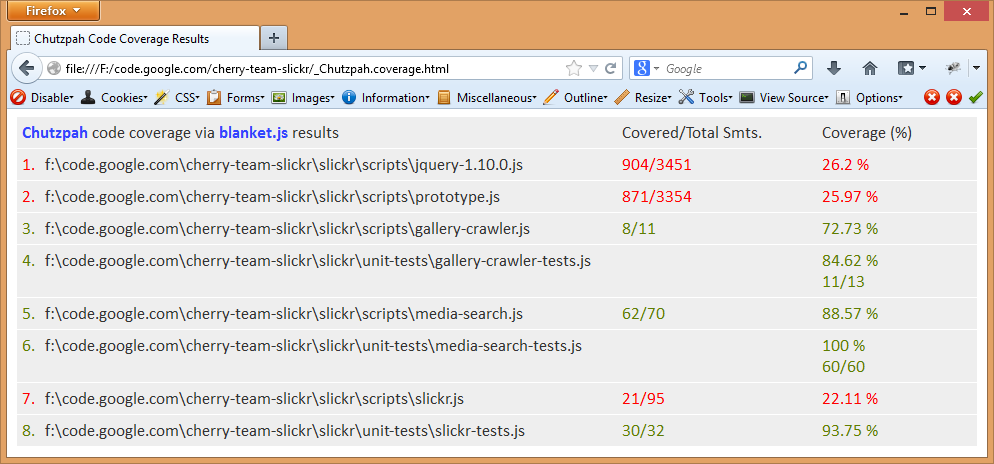 Firefox
Chutzpah Code Coverage Results
file:///F:/code.google.com/cherry-team-slickr/_Chutzpah.coverage.html
Google
Disable Cookies CSS Forms Images Information Miscellaneous Outline Resize Tools View Source Options
Chutzpah code coverage via blanket.js results Covered/Total Smts. Coverage (%)
1. f:\code.google.com\cherry-team-slickr\slickr\scripts\jquery-1.10.0.js 904/3451 26.2 %
2. f:\code.google.com\cherry-team-slickr\slickr\scripts\prototype.js 871/3354 25.97 %
3. f:\code.google.com\cherry-team-slickr\slickr\scripts\gallery-crawler.js 8/11 72.73 %
4. f:\code.google.com\cherry-team-slickr\slickr\unit-tests\gallery-crawler-tests.js 84.62 %
11/13
5. f:\code.google.com\cherry-team-slickr\slickr\scripts\media-search.js 62/70 88.57 %
6. f:\code.google.com\cherry-team-slickr\slickr\unit-tests\media-search-tests.js 100 %
60/60
7. f:\code.google.com\cherry-team-slickr\slickr\scripts\slickr.js 21/95 22.11 %
8. f:\code.google.com\cherry-team-slickr\slickr\unit-tests\slickr-tests.js 30/32 93.75 %